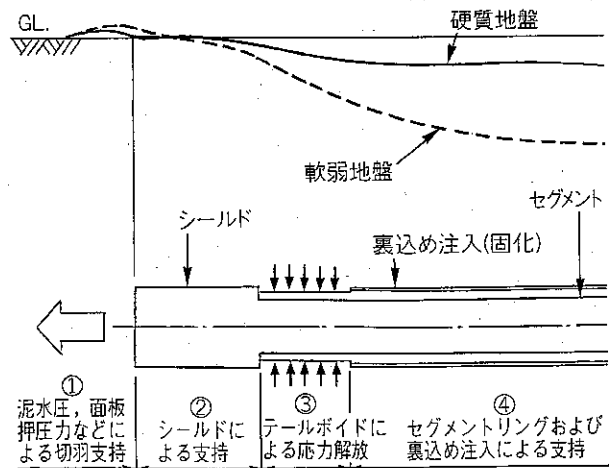 GL.
硬質地盤
軟弱地盤
シールド
セグメント
裏込め注入(固化)
①
泥水圧，面板
押圧力などに
よる切羽支持
②
シールドに
よる支持
③
テールボイドに
よる応力解放
④
セグメントリングおよび
裏込め注入による支持